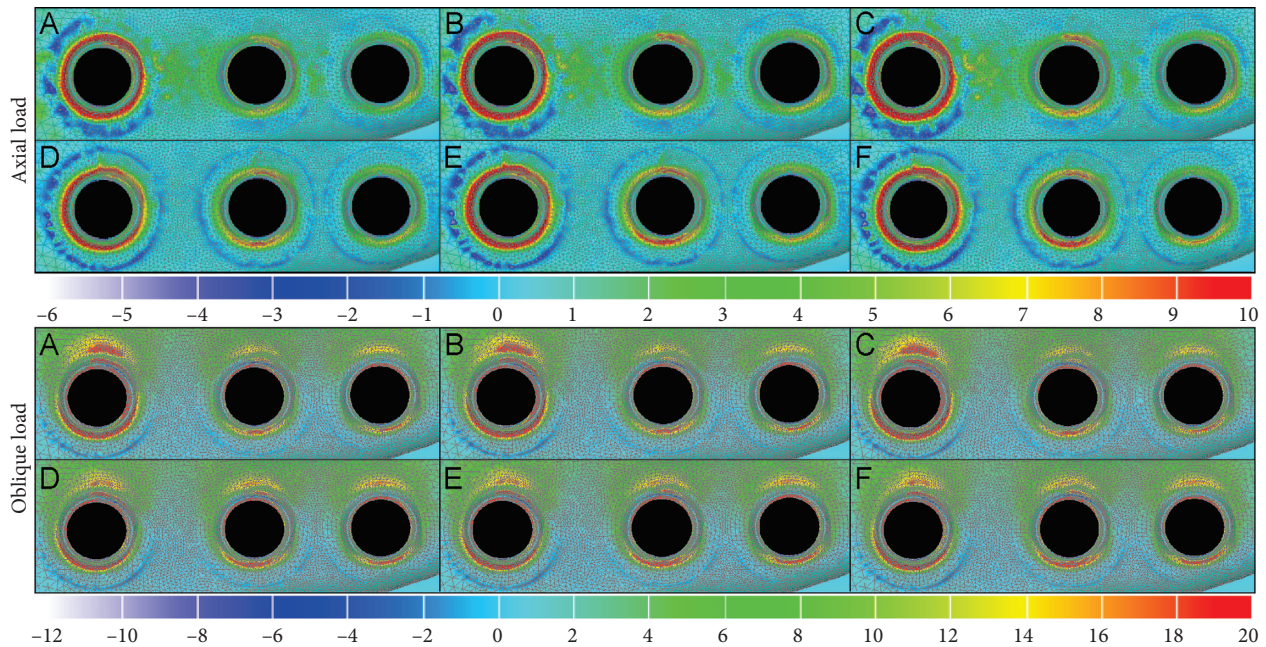 Axial load
A B C
D E F
–6 –5 –4 –3 –2 –1 0 1 2 3 4 5 6 7 8 9 10
Oblique load
A B C
D E F
–12 –10 –8 –6 –4 –2 0 2 4 6 8 10 12 14 16 18 20